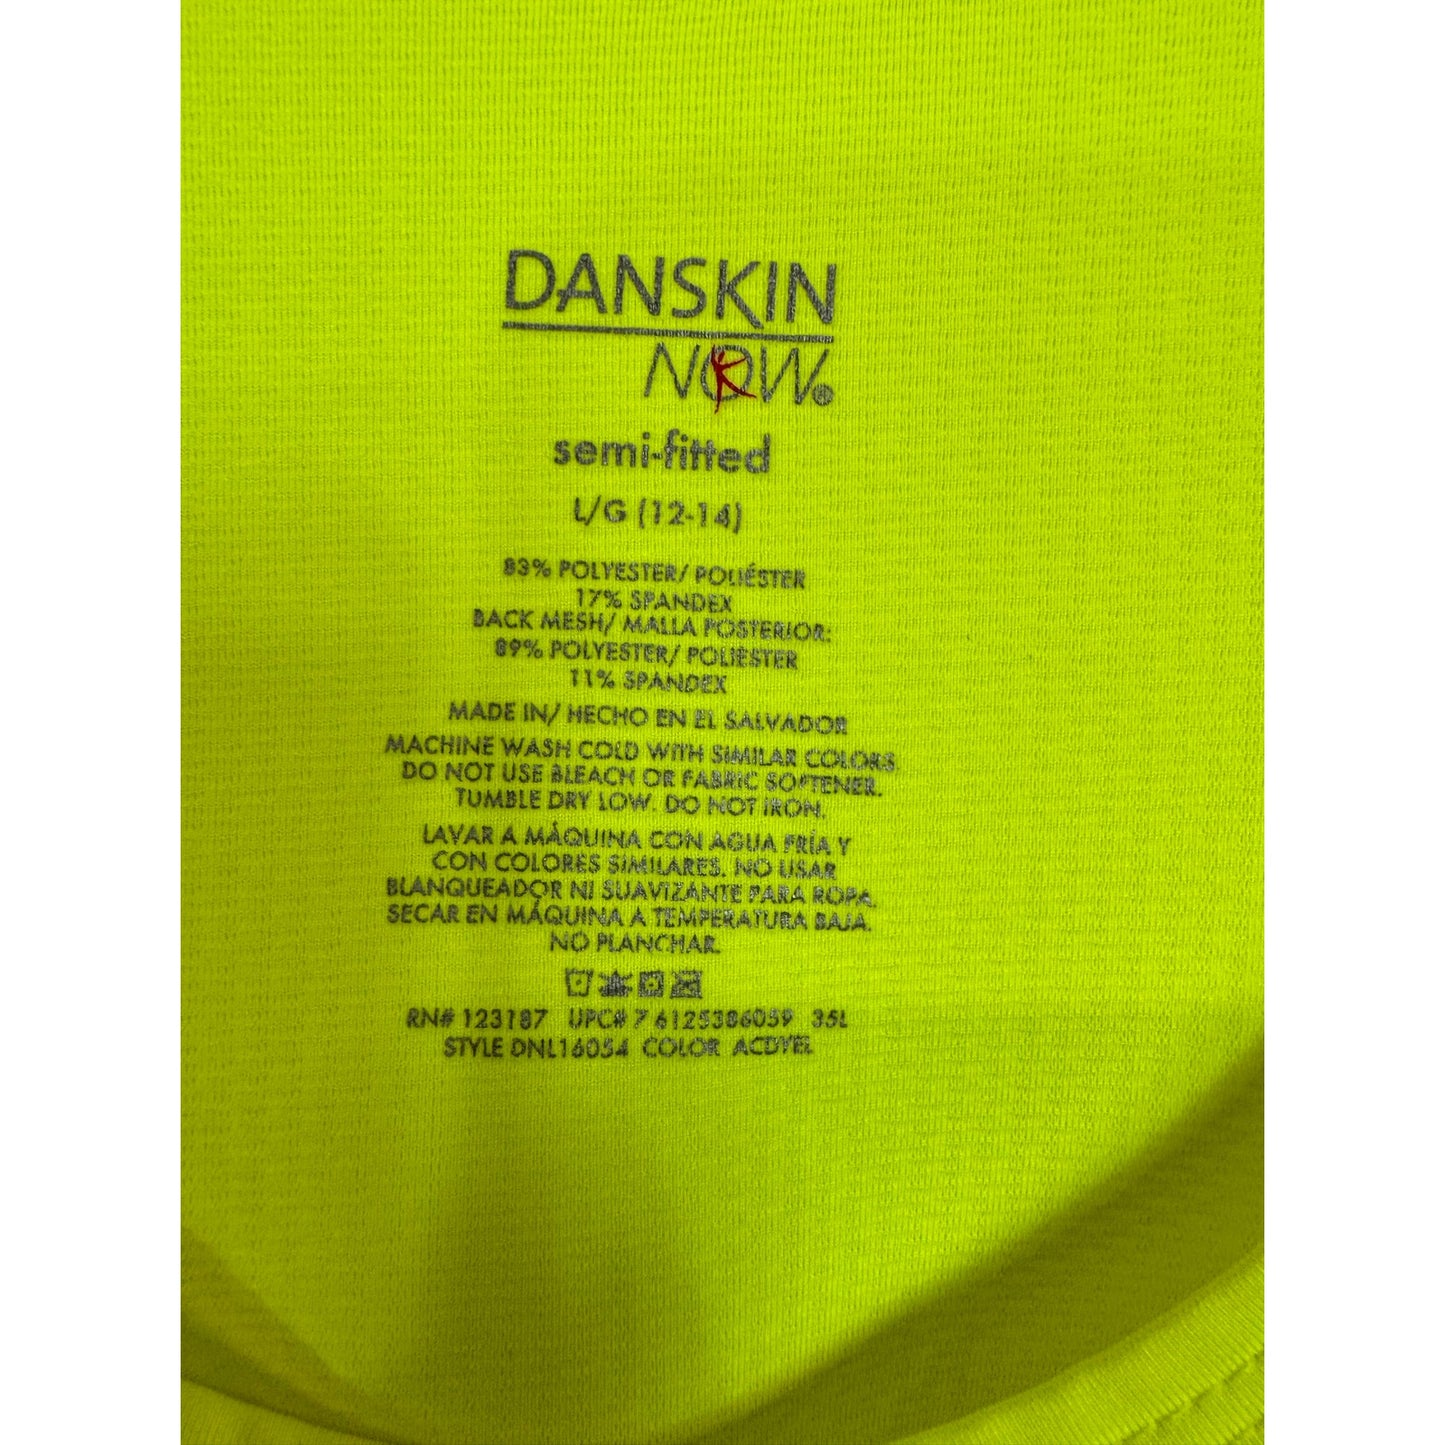 DANSKIN
NOW®
semi-fitted
L/G (12-14)
83% POLYESTER/ POLIÉSTER
17% SPANDEX
BACK MESH/ MALLA POSTERIOR:
89% POLYESTER/ POLIESTER
11% SPANDEX
MADE IN/ HECHO EN EL SALVADOR
MACHINE WASH COLD WITH SIMILAR COLORS.
DO NOT USE BLEACH OR FABRIC SOFTENER.
TUMBLE DRY LOW. DO NOT IRON.
LAVAR A MÁQUINA CON AGUA FRÍA Y
CON COLORES SIMILARES. NO USAR
BLANQUEADOR NI SUAVIZANTE PARA ROPA.
SECAR EN MÁQUINA A TEMPERATURA BAJA.
NO PLANCHAR.
RN# 123187 UPC# 7 6125386059 35L
STYLE DNL16054 COLOR ACDYEL